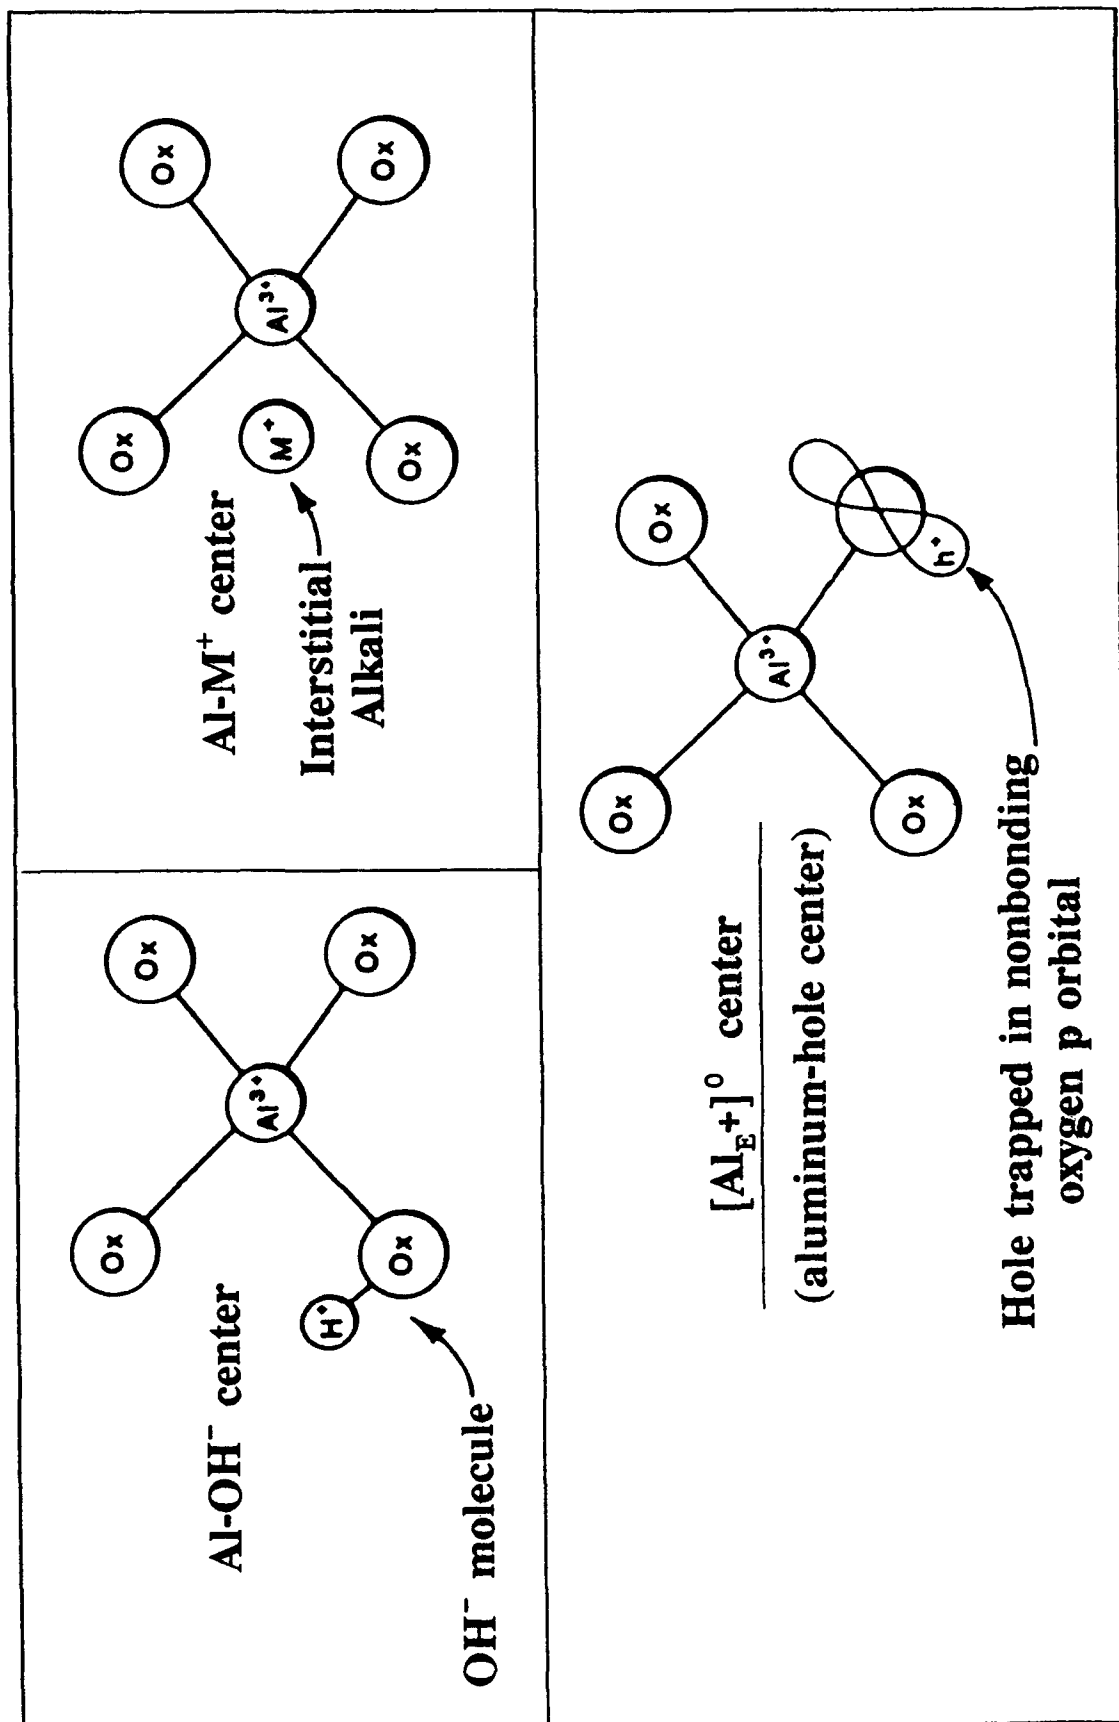 Al-OH⁻ center
Ox
Ox
Al³⁺
Ox
Ox
H⁺
OH⁻ molecule
Al-M⁺ center
Interstitial
Alkali
Ox
Ox
Al³⁺
M⁺
Ox
Ox
[Al_E+]⁰ center
(aluminum-hole center)
Ox
Ox
Al³⁺
Ox
h⁺
Hole trapped in nonbonding
oxygen p orbital